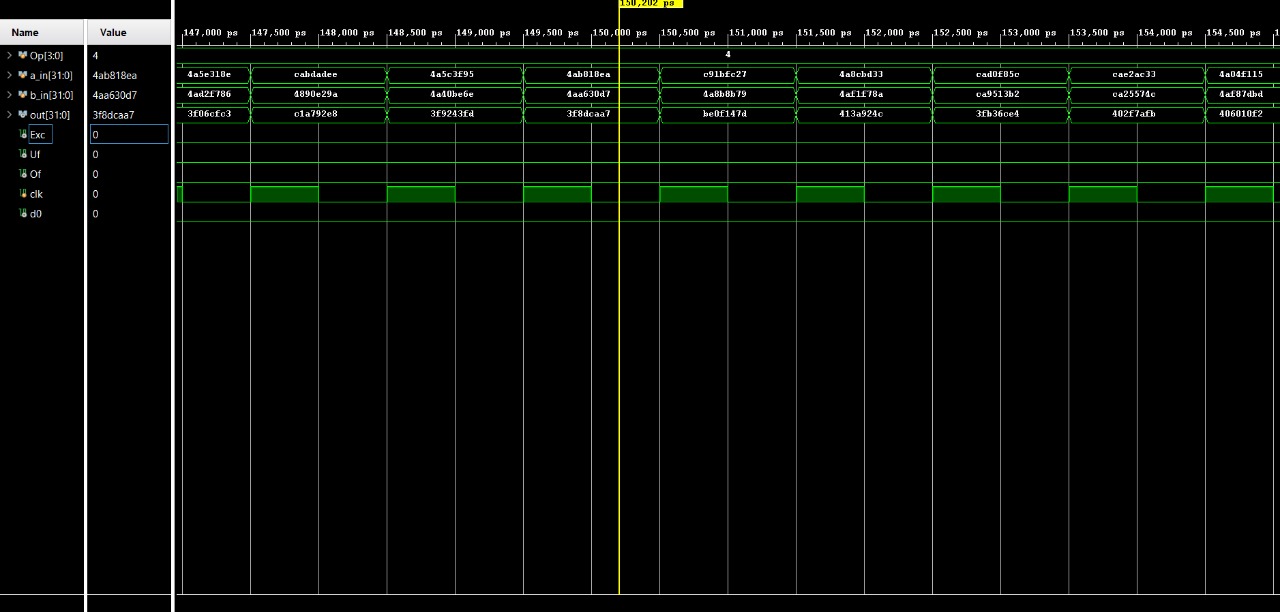 150,202 ps
Name Value
147,000 ps 147,500 ps 148,000 ps 148,500 ps 149,000 ps 149,500 ps 150,000 ps 150,500 ps 151,000 ps 151,500 ps 152,000 ps 152,500 ps 153,000 ps 153,500 ps 154,000 ps 154,500 ps
Op[3:0] 4 4
a_in[31:0] 4ab818ea cabdadee 4a5c3f95 4ab818ea c91bfc27 cae2ac33 4a04f115
b_in[31:0] 4aa630d7 4ad2f786 4890e29a 4a40be6e 4aa630d7 4a8b8b79 4af1f78a ca9513b2 ca25574c 4af87dbd
out[31:0] 3f8dcaa7 3f06cfc3 c1a792e8 3f9243fd 3f8dcaa7 be0f147d 413a924c 3fb36ce4 402f7afb 406010f2
Exc 0
Uf 0
Of 0
clk 0
d0 0